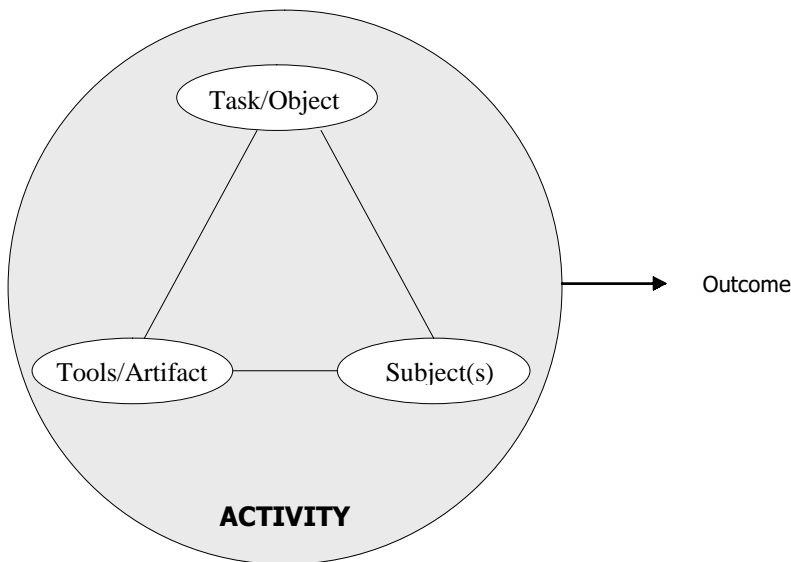 Task/Object
Outcome
Tools/Artifact
Subject(s)
ACTIVITY